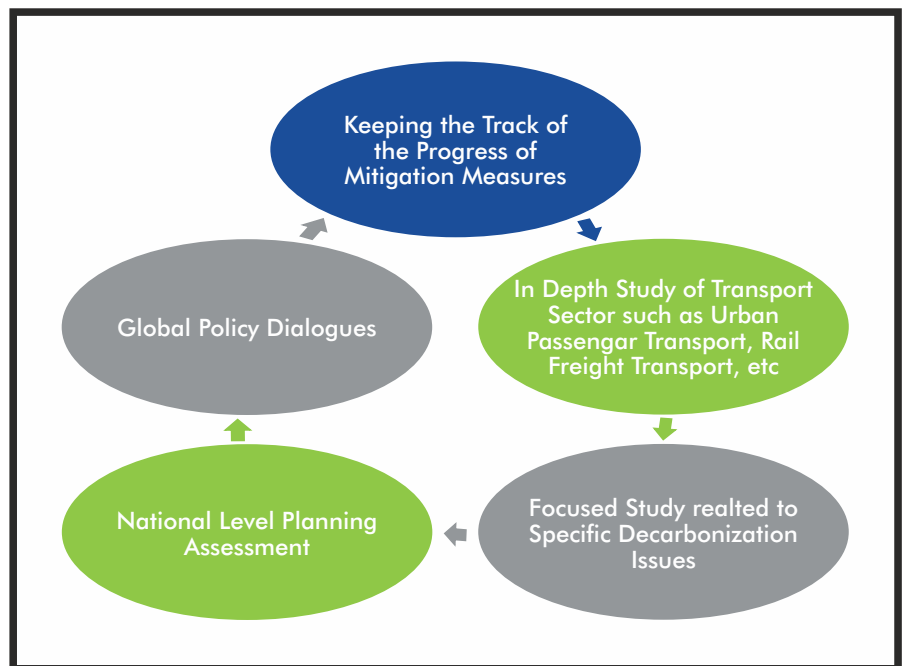 Keeping the Track of
the Progress of
Mitigation Measures
In Depth Study of Transport
Sector such as Urban
Passengar Transport, Rail
Freight Transport, etc
Focused Study realted to
Specific Decarbonization
Issues
National Level Planning
Assessment
Global Policy Dialogues